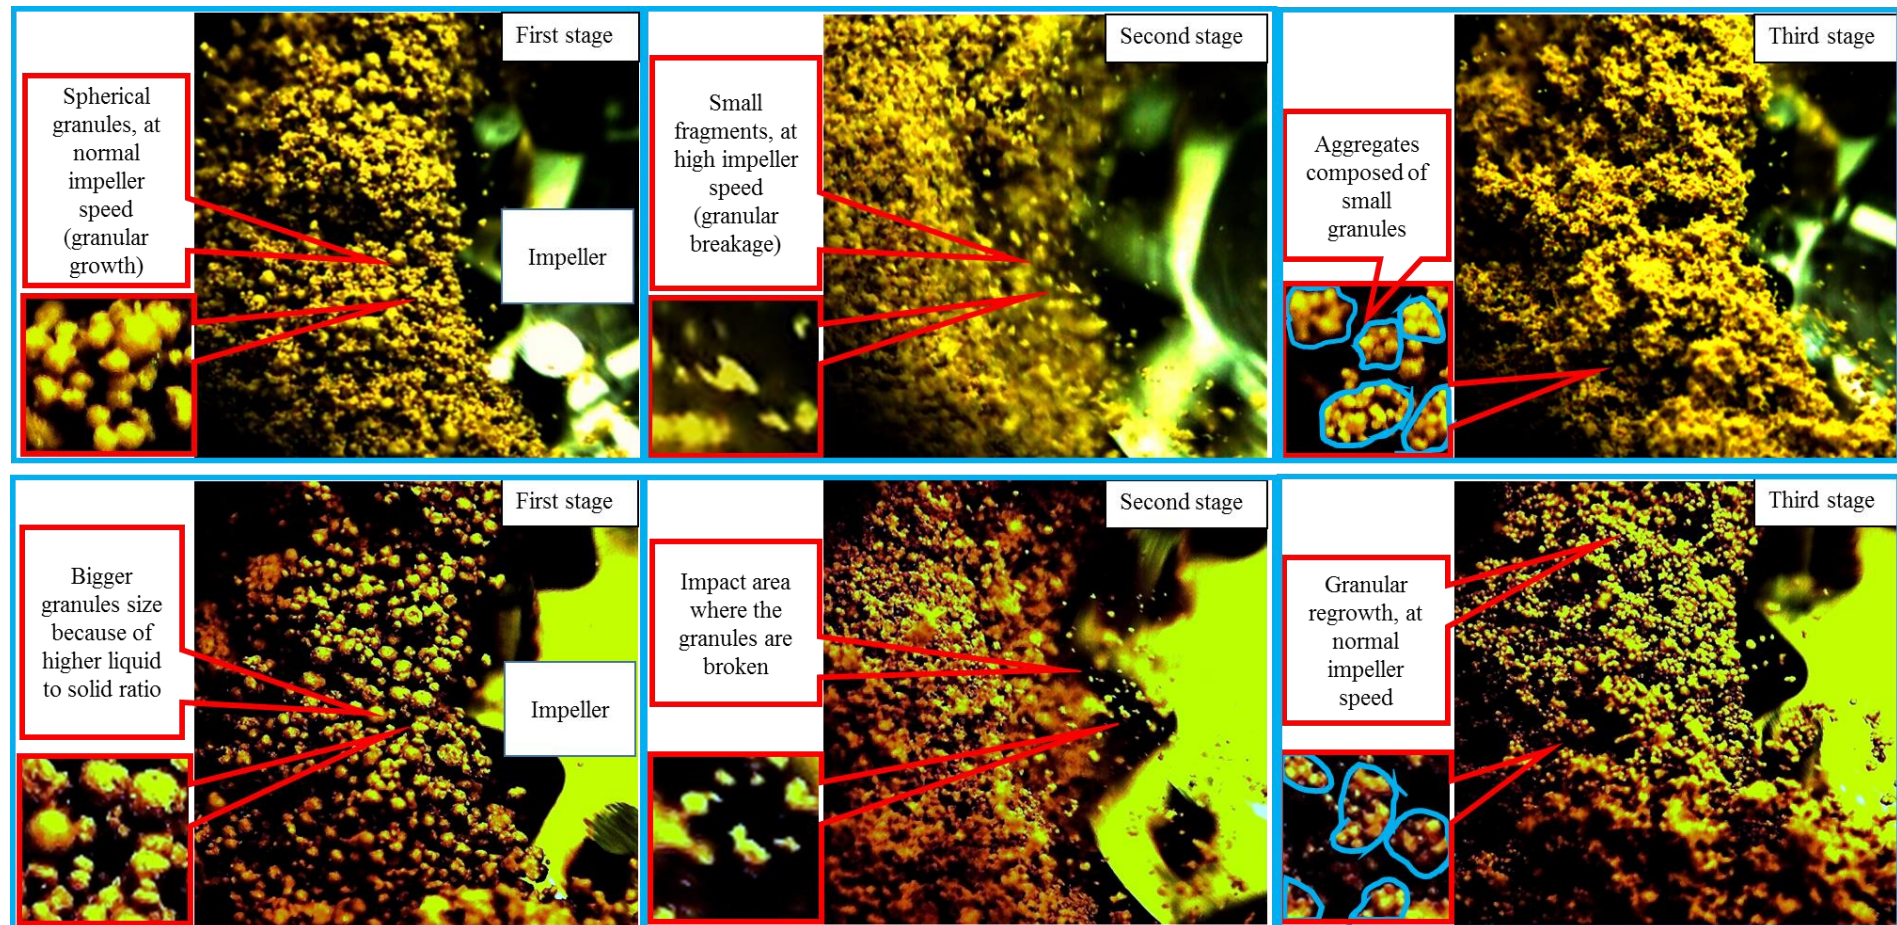 First stage
Spherical
granules, at
normal
impeller
speed
(granular
growth)
Impeller
Second stage
Small
fragments, at
high impeller
speed
(granular
breakage)
Third stage
Aggregates
composed of
small
granules
First stage
Bigger
granules size
because of
higher liquid
to solid ratio
Impeller
Second stage
Impact area
where the
granules are
broken
Third stage
Granular
regrowth, at
normal
impeller
speed